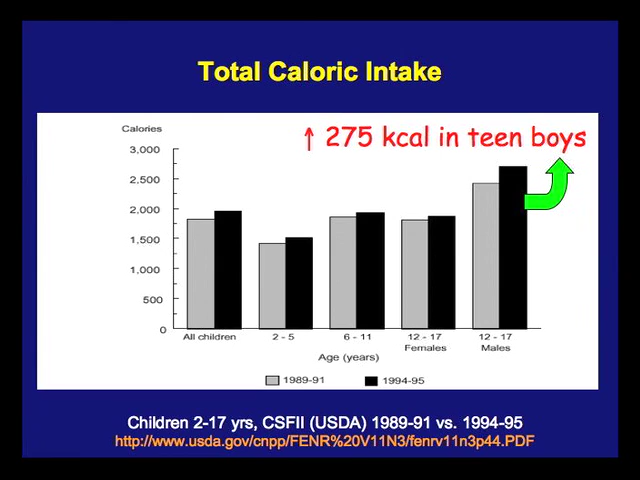 Total Caloric Intake
Calories
↑ 275 kcal in teen boys
3,000
2,500
2,000
1,500
1,000
500
0
All children 2 - 5 6 - 11 12 - 17 12 - 17
Females Males
Age (years)
1989-91 1994-95
Children 2-17 yrs, CSFII (USDA) 1989-91 vs. 1994-95
http://www.usda.gov/cnpp/FENR%20V11N3/fenrv11n3p44.PDF